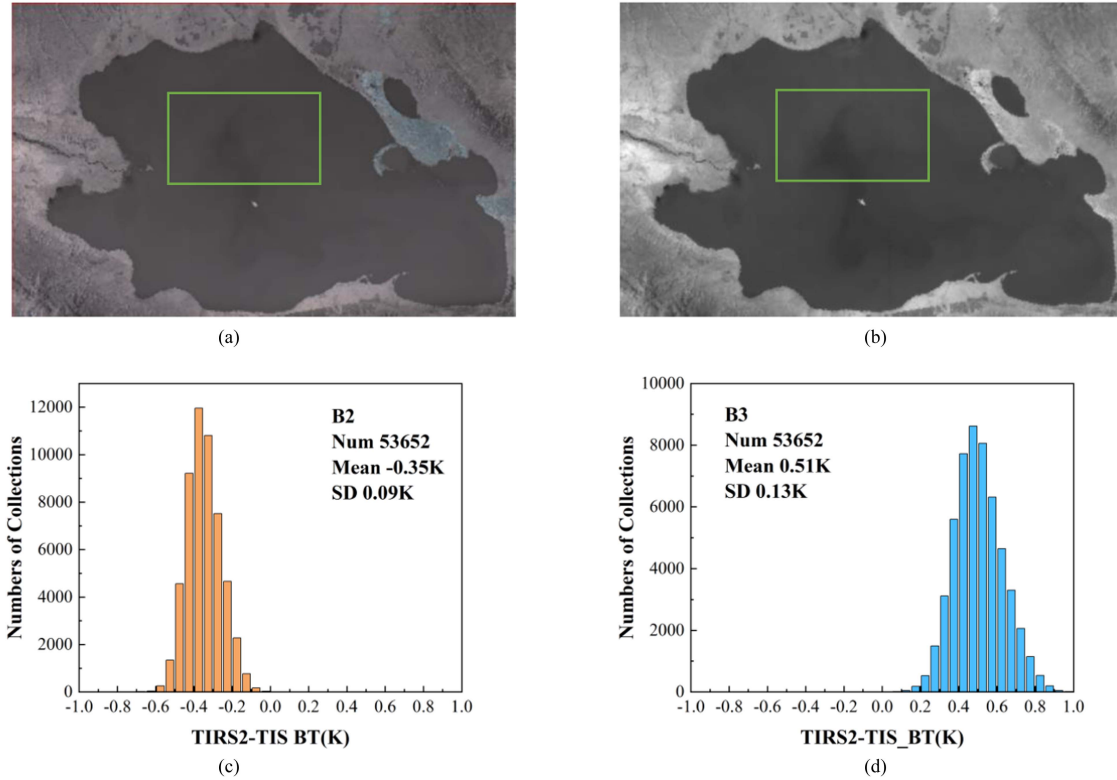 (a)
(b)
12000
10000
8000
6000
4000
2000
0
Numbers of Collections
B2
Num 53652
Mean -0.35K
SD 0.09K
-1.0 -0.8 -0.6 -0.4 -0.2 0.0 0.2 0.4 0.6 0.8 1.0
TIRS2-TIS BT(K)
(c)
10000
8000
6000
4000
2000
0
Numbers of Collections
B3
Num 53652
Mean 0.51K
SD 0.13K
-1.0 -0.8 -0.6 -0.4 -0.2 0.0 0.2 0.4 0.6 0.8 1.0
TIRS2-TIS_BT(K)
(d)